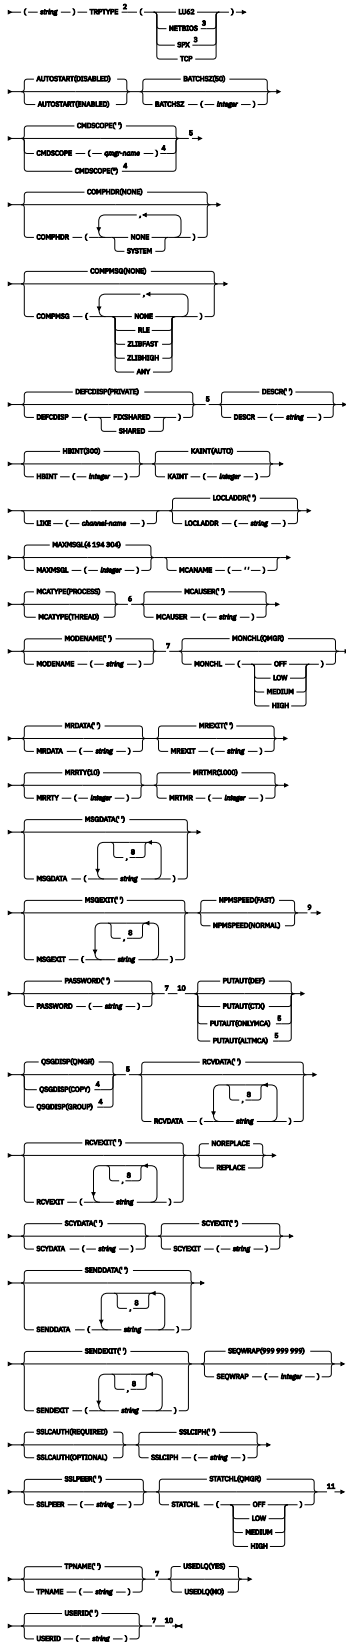 ( string ) TRPTYPE 2 ( LU62 )
NETBIOS 3
SPX 3
TCP
AUTOSTART(DISABLED) BATCHSZ(50)
AUTOSTART(ENABLED) BATCHSZ ( integer )
CMDSCOPE(' ') 5
CMDSCOPE ( qmgr-name ) 4
CMDSCOPE(*) 4
COMPHDR(NONE)
,
COMPHDR ( NONE )
SYSTEM
COMPMSG(NONE)
,
COMPMSG ( NONE )
RLE
ZLIBFAST
ZLIBHIGH
ANY
DEFCDISP(PRIVATE) 5 DESCR(' ')
DEFCDISP ( FIXSHARED ) DESCR ( string )
SHARED
HBINT(300) KAINT(AUTO)
HBINT ( integer ) KAINT ( integer )
LOCLADDR(' ')
LIKE ( channel-name ) LOCLADDR ( string )
MAXMSGL(4 194 304)
MAXMSGL ( integer ) MCANAME ( ' ' )
MCATYPE(PROCESS) 6 MCAUSER(' ')
MCATYPE(THREAD) MCAUSER ( string )
MODENAME(' ') 7 MONCHL(QMGR)
MODENAME ( string ) MONCHL ( OFF )
LOW
MEDIUM
HIGH
MRDATA(' ') MREXIT(' ')
MRDATA ( string ) MREXIT ( string )
MRRTY(10) MRTMR(1000)
MRRTY ( integer ) MRTMR ( integer )
MSGDATA(' ')
, 8
MSGDATA ( string )
MSGEXIT(' ') NPMSPEED(FAST) 9
, 8 NPMSPEED(NORMAL)
MSGEXIT ( string )
PASSWORD(' ') 7 10 PUTAUT(DEF)
PASSWORD ( string ) PUTAUT(CTX)
PUTAUT(ONLYMCA) 5
PUTAUT(ALTMCA) 5
QSGDISP(QMGR) 5 RCVDATA(' ')
QSGDISP(COPY) 4 , 8
QSGDISP(GROUP) 4 RCVDATA ( string )
RCVEXIT(' ') NOREPLACE
, 8 REPLACE
RCVEXIT ( string )
SCYDATA(' ') SCYEXIT(' ')
SCYDATA ( string ) SCYEXIT ( string )
SENDDATA(' ')
, 8
SENDDATA ( string )
SENDEXIT(' ') SEQWRAP(999 999 999)
, 8 SEQWRAP ( integer )
SENDEXIT ( string )
SSLCAUTH(REQUIRED) SSLCIPH(' ')
SSLCAUTH(OPTIONAL) SSLCIPH ( string )
SSLPEER(' ') STATCHL(QMGR) 11
SSLPEER ( string ) STATCHL ( OFF )
LOW
MEDIUM
HIGH
TPNAME(' ') 7 USEDLQ(YES)
TPNAME ( string ) USEDLQ(NO)
USERID(' ') 7 10
USERID ( string )